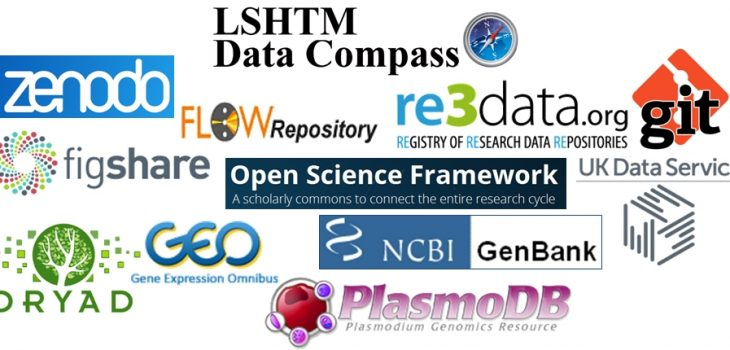 LSHTM
Data Compass
zenodo
FLOW Repository
re3data.org
REGISTRY OF RESEARCH DATA REPOSITORIES
git
figshare
Open Science Framework
A scholarly commons to connect the entire research cycle
UK Data Servic
DRYAD
GEO
Gene Expression Omnibus
NCBI GenBank
PlasmoDB
Plasmodium Genomics Resource